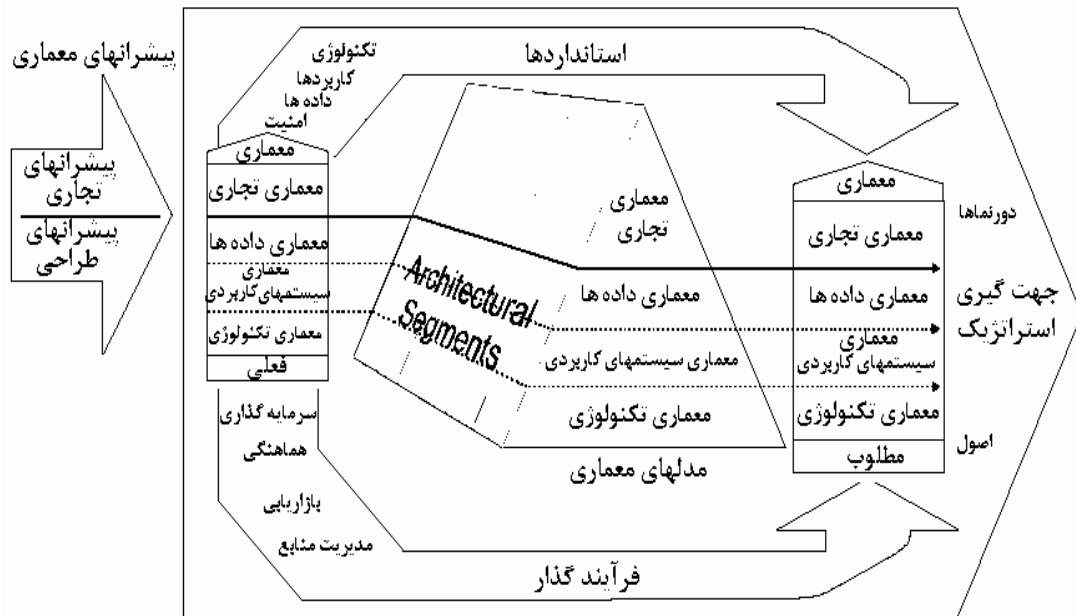 پیشرانهای معماری
پیشرانهای
تجاری
پیشرانهای
طراحی
تکنولوژی
کاربردها
داده ها
امنیت
استانداردها
معماری
معماری تجاری
معماری داده ها
معماری
سیستمهای کاربردی
معماری تکنولوژی
فعلی
Architectural
Segments
معماری
تجاری
معماری داده ها
معماری سیستمهای کاربردی
معماری تکنولوژی
مدلهای معماری
معماری
معماری تجاری
معماری داده ها
معماری
سیستمهای کاربردی
معماری تکنولوژی
مطلوب
دورنماها
جهت گیری
استراتژیک
اصول
سرمایه گذاری
هماهنگی
بازاریابی
مدیریت منابع
فرآیند گذار